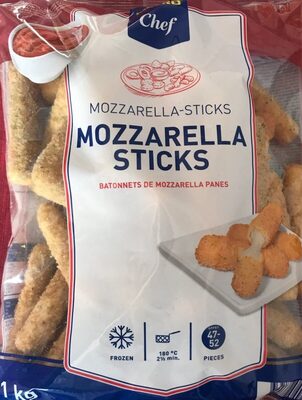 Chef
MOZZARELLA-STICKS
MOZZARELLA
STICKS
BATONNETS DE MOZZARELLA PANES
FROZEN
180 °C
2½ min.
47-
52
PIECES
1 kg